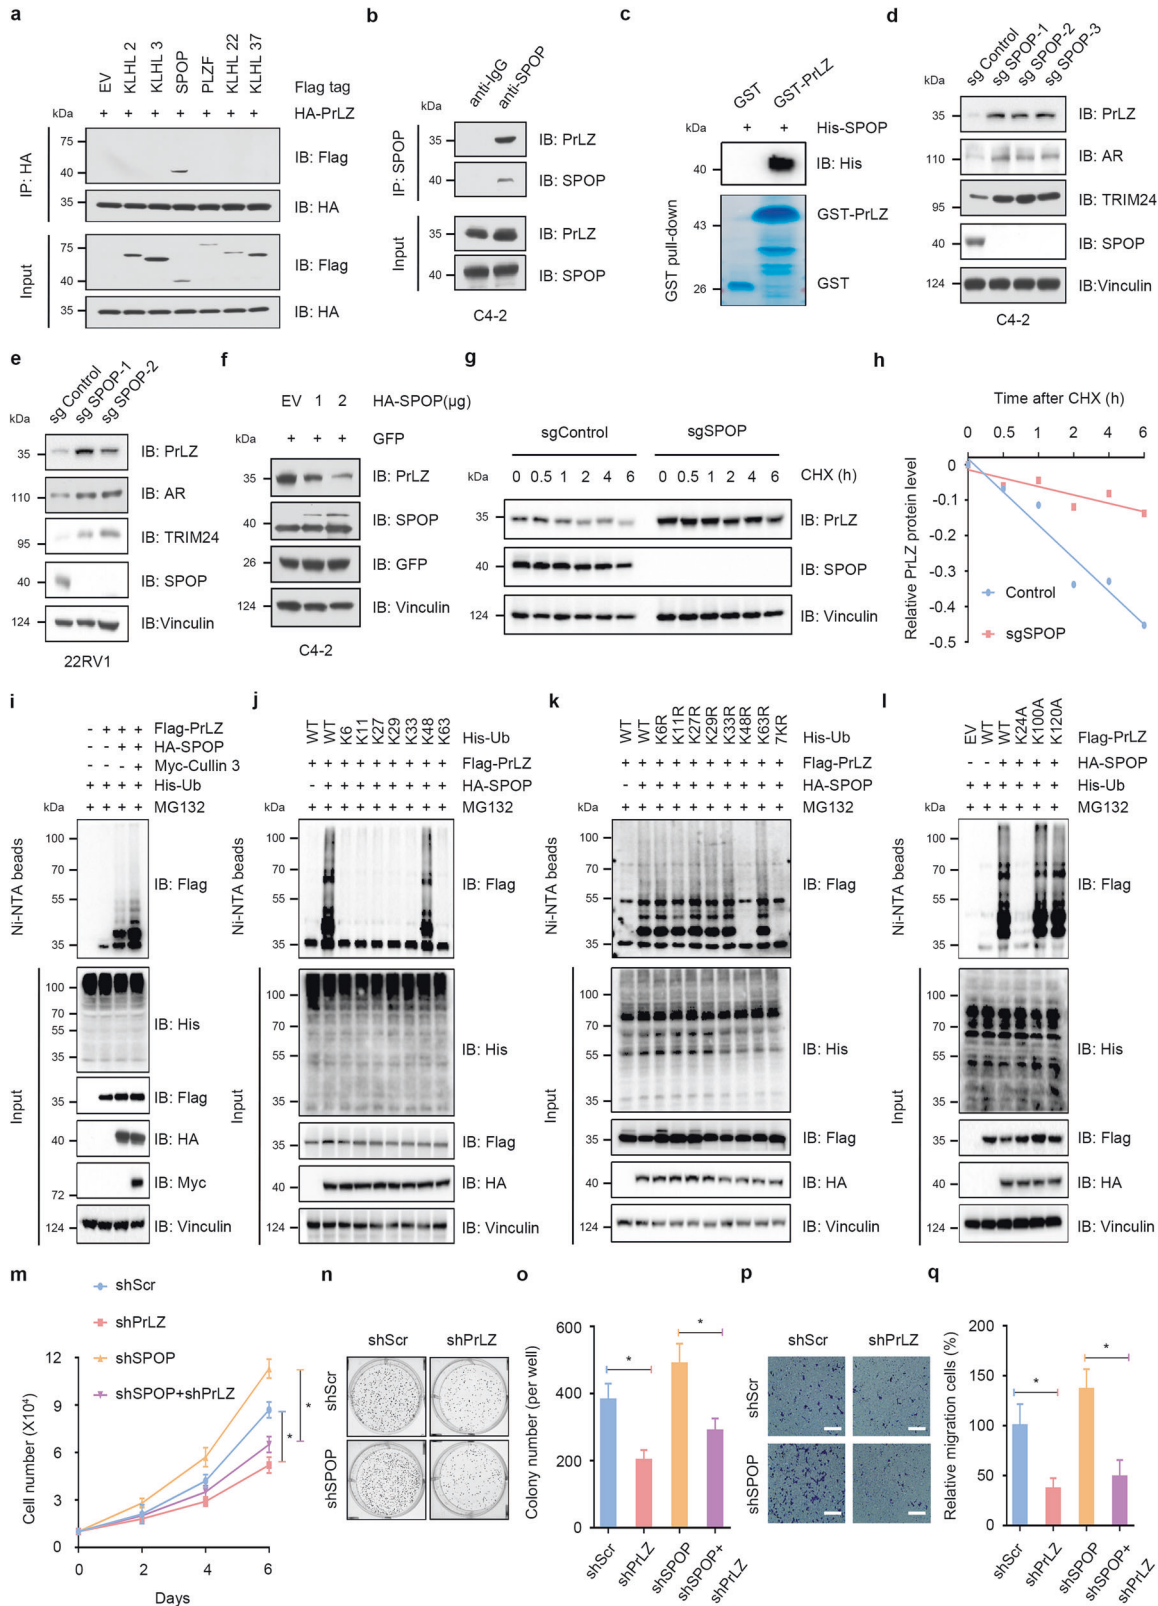 a
EV
KLHL 2
KLHL 3
SPOP
PLZF
KLHL 22
KLHL 37
Flag tag
kDa
+ + + + + + +
HA-PrLZ
IP: HA
75
40
IB: Flag
35
IB: HA
Input
75
40
IB: Flag
35
IB: HA
b
anti-IgG
anti-SPOP
kDa
IP: SPOP
35
IB: PrLZ
40
IB: SPOP
Input
35
IB: PrLZ
40
IB: SPOP
C4-2
c
GST
GST-PrLZ
kDa
+ +
His-SPOP
40
IB: His
GST pull-down
43
GST-PrLZ
26
GST
d
sg Control
sg SPOP-1
sg SPOP-2
sg SPOP-3
kDa
35
IB: PrLZ
110
IB: AR
95
IB: TRIM24
40
IB: SPOP
124
IB:Vinculin
C4-2
e
sg Control
sg SPOP-1
sg SPOP-2
kDa
35
IB: PrLZ
110
IB: AR
95
IB: TRIM24
40
IB: SPOP
124
IB:Vinculin
22RV1
f
EV 1 2 HA-SPOP(µg)
kDa
+ + + GFP
35
IB: PrLZ
40
IB: SPOP
26
IB: GFP
124
IB: Vinculin
C4-2
g
sgControl sgSPOP
kDa
0 0.5 1 2 4 6 0 0.5 1 2 4 6 CHX (h)
35
IB: PrLZ
40
IB: SPOP
124
IB: Vinculin
h
Time after CHX (h)
0 0.5 1 2 4 6
Relative PrLZ protein level
0
-0.1
-0.2
-0.3
-0.4
-0.5
Control
sgSPOP
i
- + + + Flag-PrLZ
- - + + HA-SPOP
- - - + Myc-Cullin 3
+ + + + His-Ub
kDa
+ + + + MG132
Ni-NTA beads
100
70
55
35
IB: Flag
Input
100
70
55
35
IB: His
35
IB: Flag
40
IB: HA
72
IB: Myc
124
IB: Vinculin
j
WT
WT
K6
K11
K27
K29
K33
K48
K63
His-Ub
+ + + + + + + + + Flag-PrLZ
- + + + + + + + + HA-SPOP
kDa
+ + + + + + + + + MG132
Ni-NTA beads
100
70
55
35
IB: Flag
Input
100
70
55
35
IB: His
35
IB: Flag
40
IB: HA
124
IB: Vinculin
k
WT
WT
K6R
K11R
K27R
K29R
K33R
K48R
K63R
7KR
His-Ub
+ + + + + + + + + + Flag-PrLZ
- + + + + + + + + + HA-SPOP
kDa
+ + + + + + + + + + MG132
Ni-NTA beads
100
70
55
35
IB: Flag
Input
100
70
55
35
IB: His
35
IB: Flag
40
IB: HA
124
IB: Vinculin
l
EV
WT
WT
K24A
K100A
K120A
Flag-PrLZ
- - + + + + HA-SPOP
+ + + + + + His-Ub
kDa
+ + + + + + MG132
Ni-NTA beads
100
70
55
35
IB: Flag
Input
100
70
55
35
IB: His
35
IB: Flag
40
IB: HA
124
IB: Vinculin
m
shScr
shPrLZ
shSPOP
shSPOP+shPrLZ
Cell number (X10⁴)
12
9
6
3
0
*
*
0 2 4 6
Days
n
shScr shPrLZ
shScr
shSPOP
o
Colony number (per well)
600
400
200
0
*
*
shScr
shPrLZ
shSPOP
shSPOP+
shPrLZ
p
shScr shPrLZ
shScr
shSPOP
q
Relative migration cells (%)
200
150
100
50
0
*
*
shScr
shPrLZ
shSPOP
shSPOP+
shPrLZ